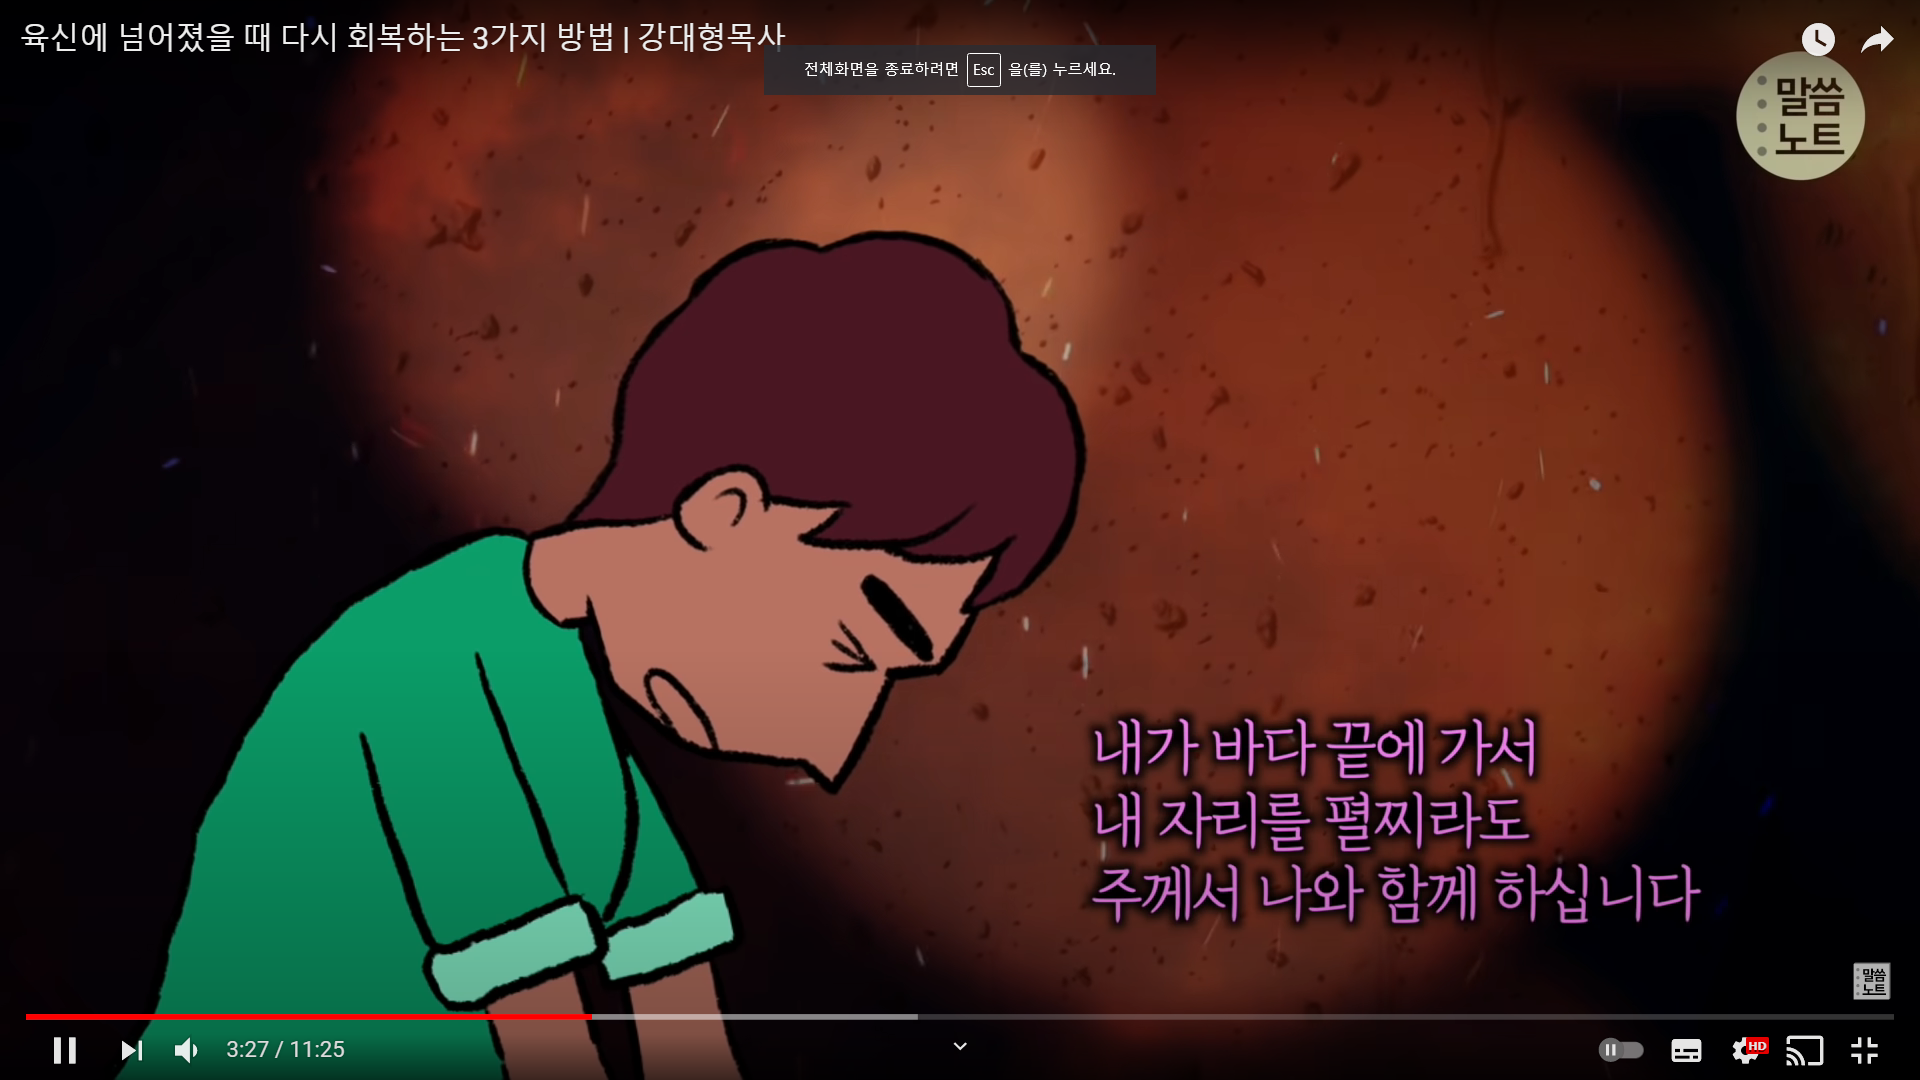 육신에 넘어졌을 때 다시 회복하는 3가지 방법 | 강대형목사
전체화면을 종료하려면 Esc 을(를) 누르세요.
말씀
노트
내가 바다 끝에 가서
내 자리를 펼찌라도
주께서 나와 함께 하십니다
말씀
노트
3:27 / 11:25
HD